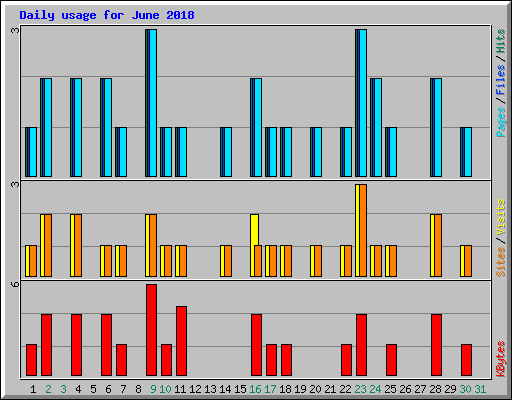 Daily usage for June 2018
3
Pages / Files / Hits
3
Sites / Visits
6
KBytes
1 2 3 4 5 6 7 8 9 10 11 12 13 14 15 16 17 18 19 20 21 22 23 24 25 26 27 28 29 30 31